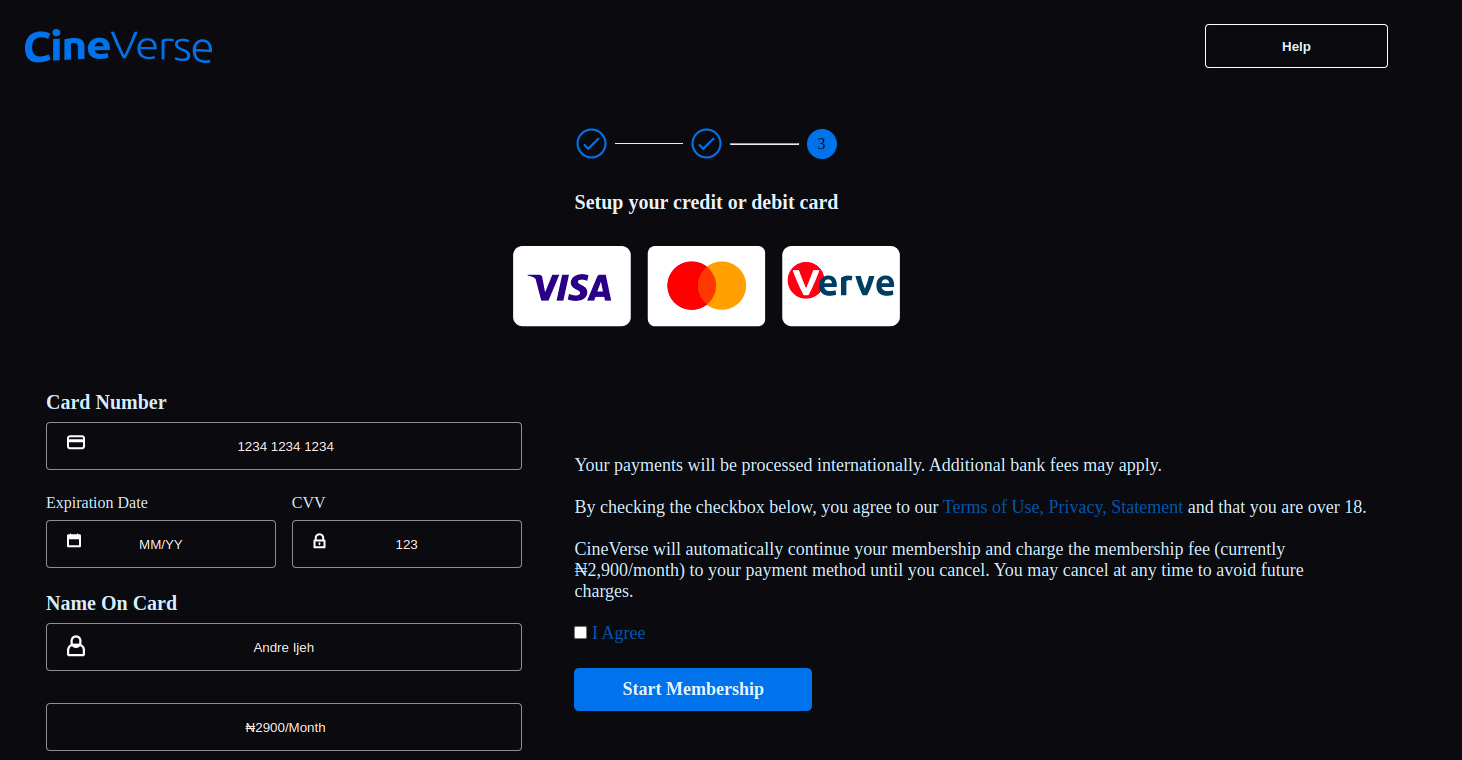 CineVerse
Help
3
Setup your credit or debit card
VISA
Verve
Card Number
1234 1234 1234
Expiration Date
CVV
MM/YY
123
Name On Card
Andre Ijeh
₦2900/Month
Your payments will be processed internationally. Additional bank fees may apply.
By checking the checkbox below, you agree to our Terms of Use, Privacy, Statement and that you are over 18.
CineVerse will automatically continue your membership and charge the membership fee (currently
₦2,900/month) to your payment method until you cancel. You may cancel at any time to avoid future
charges.
I Agree
Start Membership